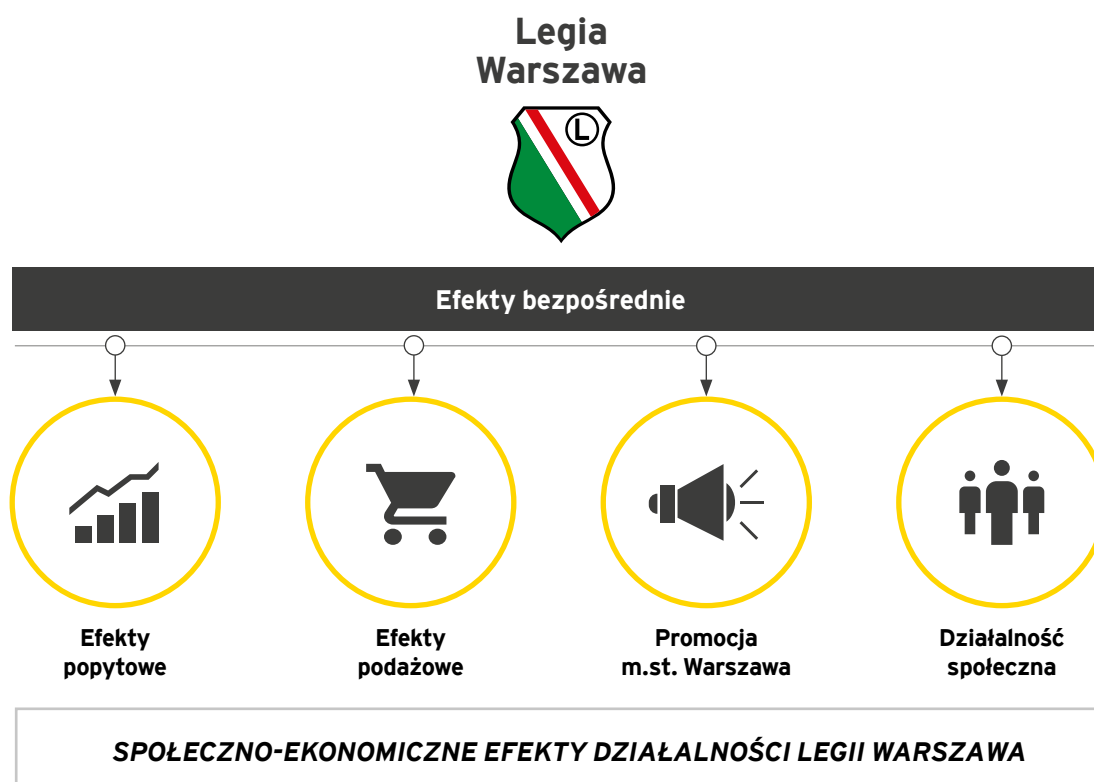 Legia
Warszawa
L
Efekty bezpośrednie
Efekty
popytowe
Efekty
podażowe
Promocja
m.st. Warszawa
Działalność
społeczna
SPOŁECZNO-EKONOMICZNE EFEKTY DZIAŁALNOŚCI LEGII WARSZAWA